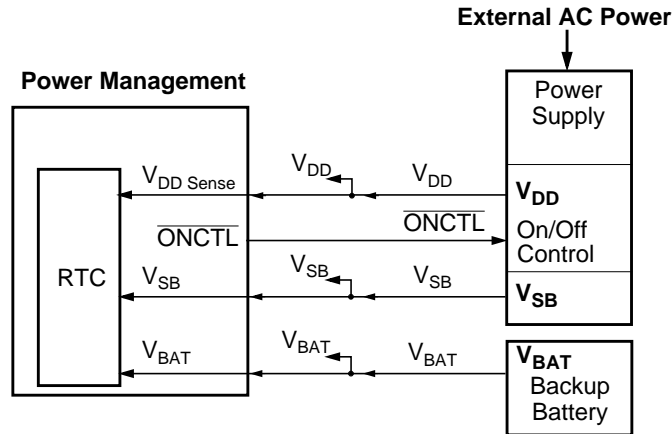 External AC Power
Power Management
Power
Supply
V_DD Sense
V_DD
V_DD
V_DD
ONCTL
ONCTL
On/Off
Control
RTC
V_SB
V_SB
V_SB
V_SB
V_BAT
V_BAT
V_BAT
V_BAT
Backup
Battery